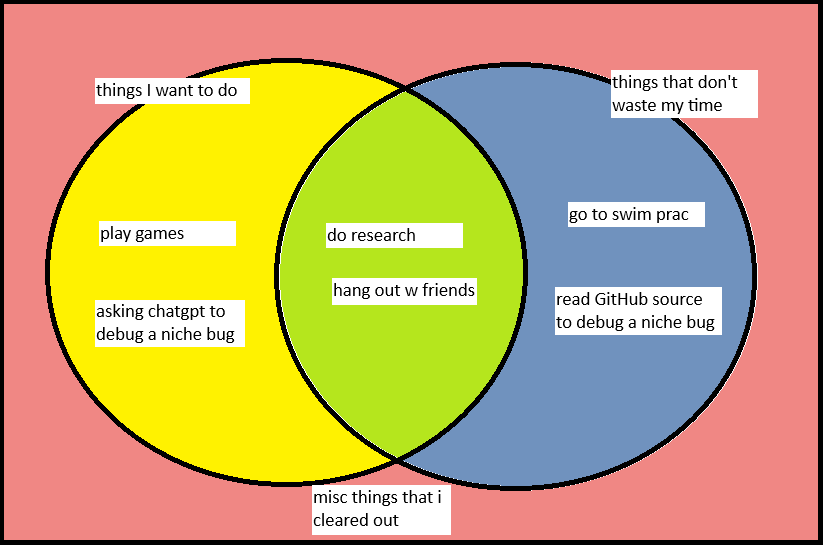 things I want to do
things that don't
waste my time
play games
do research
go to swim prac
asking chatgpt to
debug a niche bug
hang out w friends
read GitHub source
to debug a niche bug
misc things that i
cleared out